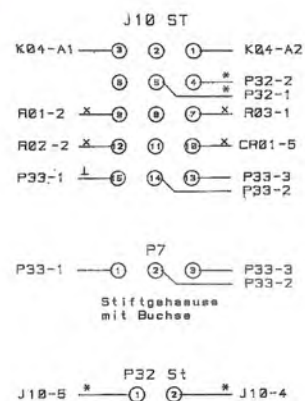 J10 ST
K04-A1 3 2 1 K04-A2
6 5 4 * P32-2
* P32-1
R01-2 x 9 8 7 x R03-1
R02-2 x 12 11 10 x CR01-5
P33-1 ⊥ 15 14 13 P33-3
P33-2
P7
P33-1 1 2 3 P33-3
P33-2
Stiftgehaeuse
mit Buchse
P32 St
J10-5 * 1 2 * J10-4